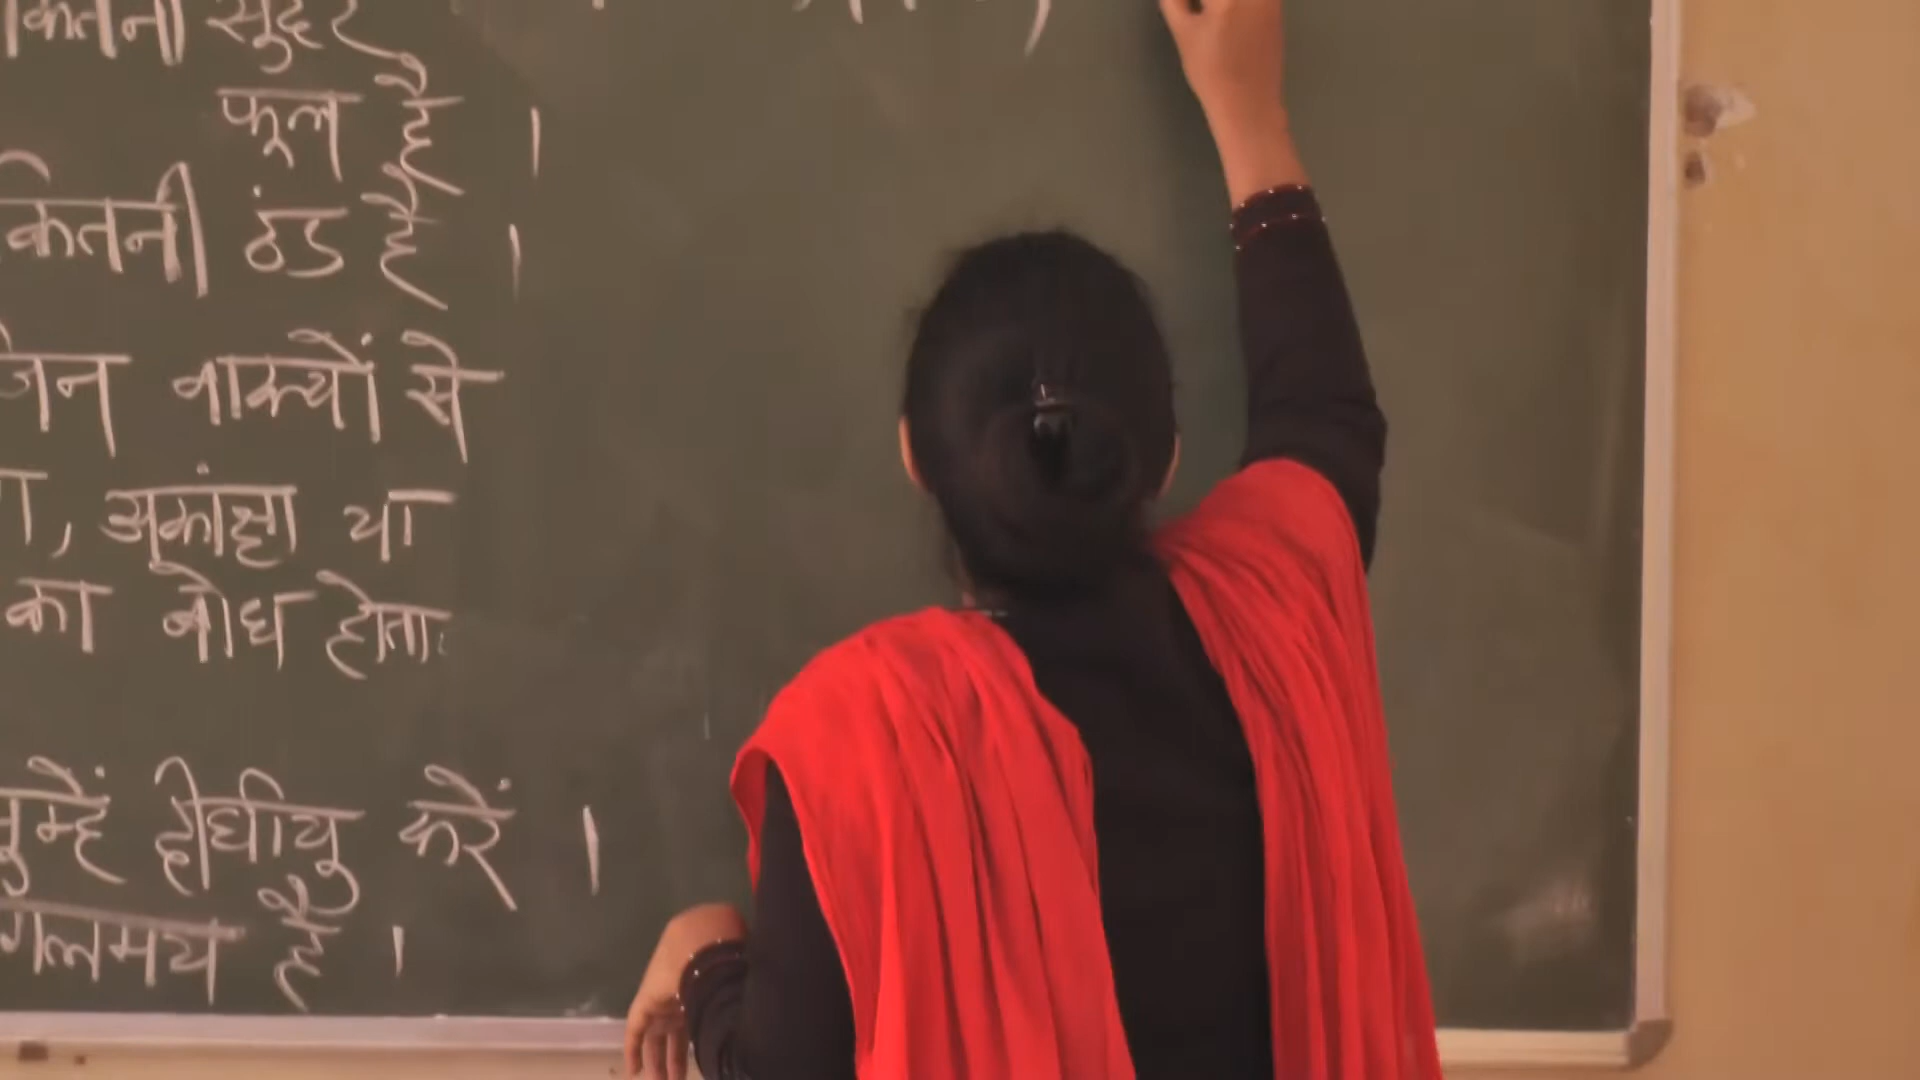 कितना सुंदर
फूल है ।
कितनी ठंड है ।
जिन वाक्यों से
अकांक्षा या
का बोध होता
तुम्हें दीर्घायु करें ।
गलमय है ।